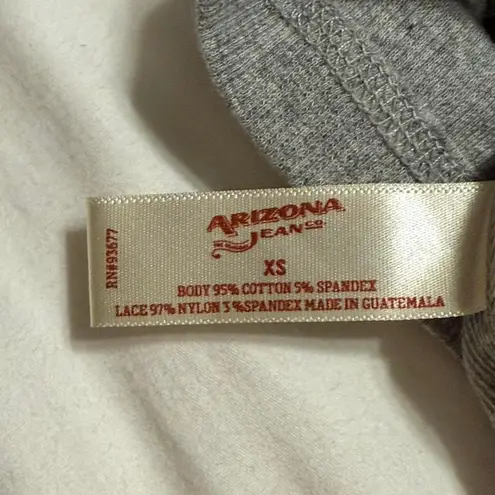 ARIZONA
JEAN CO
XS
BODY 95% COTTON 5% SPANDEX
LACE 97% NYLON 3 %SPANDEX MADE IN GUATEMALA
RN#93677